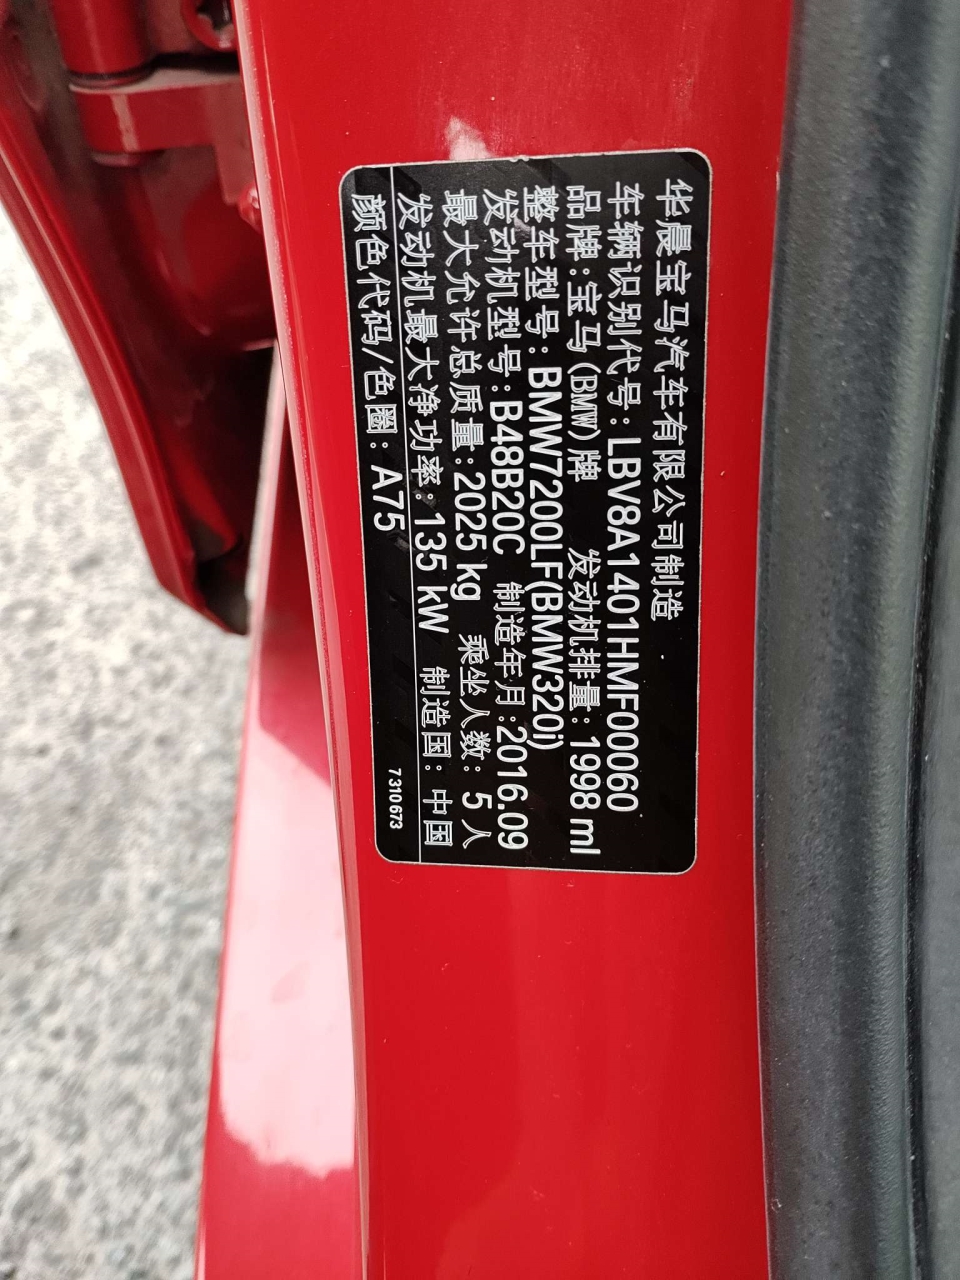 华晨宝马汽车有限公司制造
车辆识别代号:LBV8A1401HMF00060
品牌:宝马(BMW)牌 发动机排量:1998 ml
整车型号:BMW7200LF(BMW320i)
发动机型号:B48B20C 制造年月:2016.09
最大允许总质量:2025 kg 乘坐人数:5 人
发动机最大净功率:135 kW 制造国:中国
颜色代码/色圈:A75 7 310 673